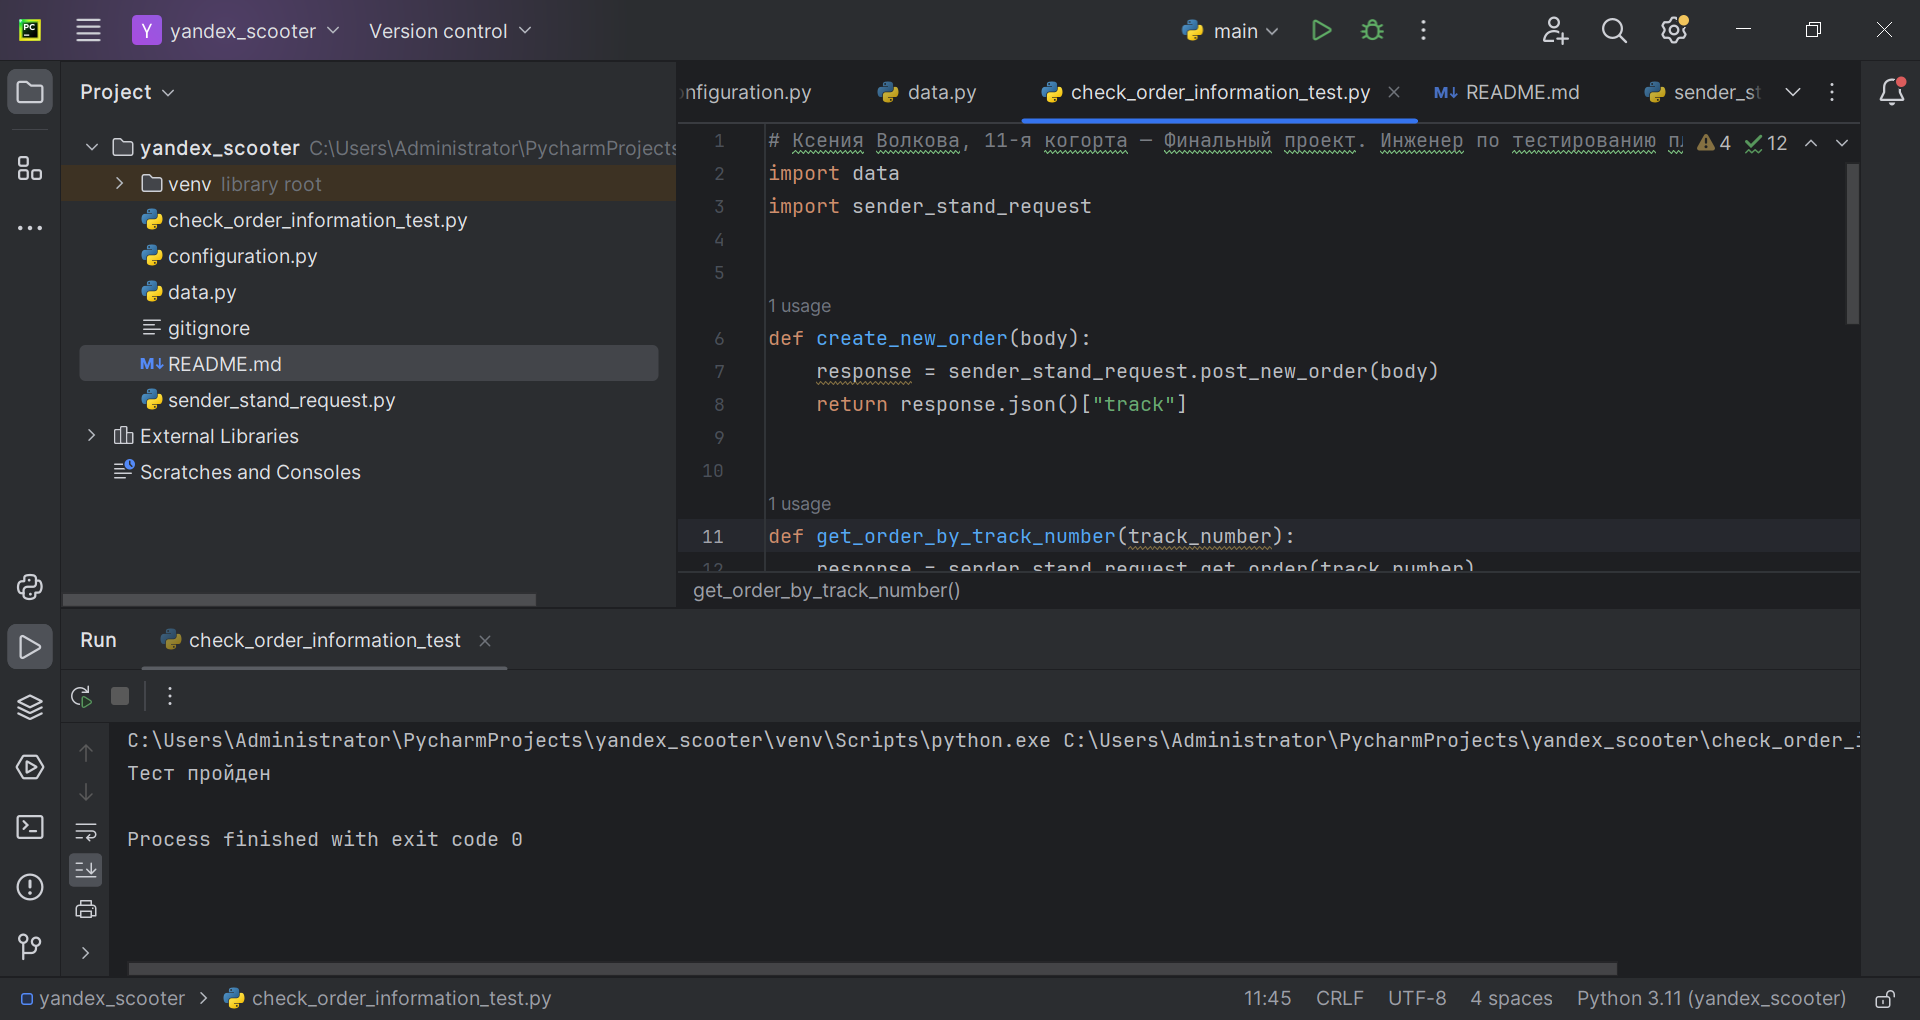 PC
Y yandex_scooter Version control main
Project
yandex_scooter C:\Users\Administrator\PycharmProjects
venv library root
check_order_information_test.py
configuration.py
data.py
gitignore
M↓ README.md
sender_stand_request.py
External Libraries
Scratches and Consoles
nfiguration.py data.py check_order_information_test.py M↓ README.md sender_st
1 # Ксения Волкова, 11-я когорта — Финальный проект. Инженер по тестированию пл 4 12
2 import data
3 import sender_stand_request
4
5
1 usage
6 def create_new_order(body):
7 response = sender_stand_request.post_new_order(body)
8 return response.json()["track"]
9
10
1 usage
11 def get_order_by_track_number(track_number):
12 response = sender_stand_request.get_order(track_number)
get_order_by_track_number()
Run check_order_information_test
C:\Users\Administrator\PycharmProjects\yandex_scooter\venv\Scripts\python.exe C:\Users\Administrator\PycharmProjects\yandex_scooter\check_order_
Тест пройден
Process finished with exit code 0
yandex_scooter check_order_information_test.py 11:45 CRLF UTF-8 4 spaces Python 3.11 (yandex_scooter)